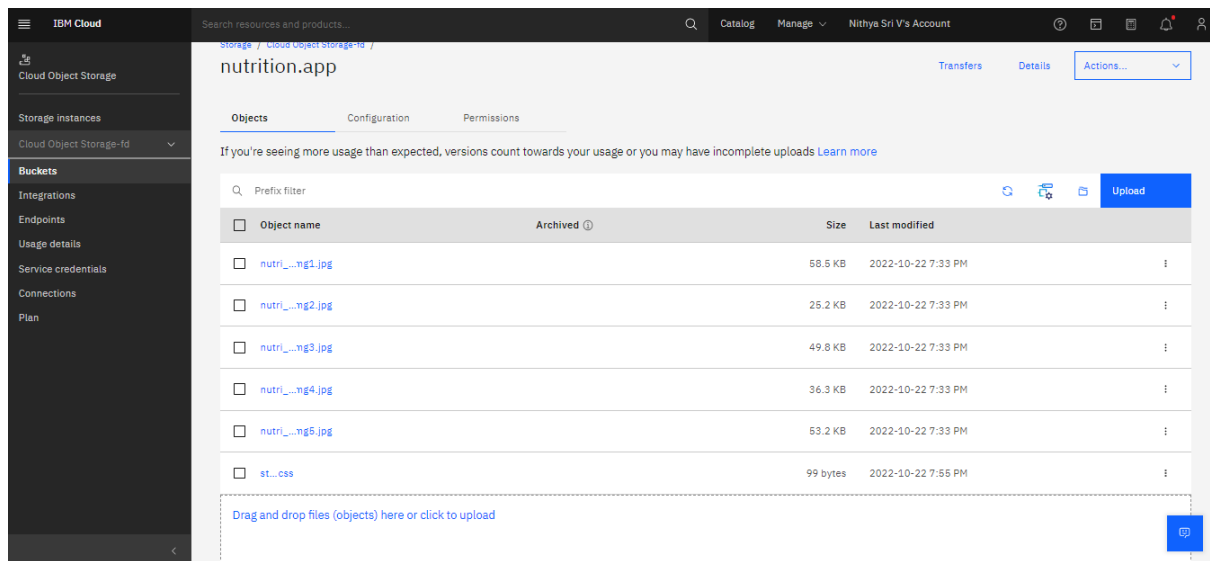 IBM Cloud
Search resources and products...
Catalog
Manage
Nithya Sri V's Account
Cloud Object Storage
Storage instances
Cloud Object Storage-fd
Buckets
Integrations
Endpoints
Usage details
Service credentials
Connections
Plan
Storage / Cloud Object Storage-fd /
nutrition.app
Transfers
Details
Actions...
Objects
Configuration
Permissions
If you're seeing more usage than expected, versions count towards your usage or you may have incomplete uploads Learn more
Prefix filter
Upload
Object name Archived Size Last modified
nutri_...ng1.jpg 58.5 KB 2022-10-22 7:33 PM
nutri_...ng2.jpg 25.2 KB 2022-10-22 7:33 PM
nutri_...ng3.jpg 49.8 KB 2022-10-22 7:33 PM
nutri_...ng4.jpg 36.3 KB 2022-10-22 7:33 PM
nutri_...ng5.jpg 53.2 KB 2022-10-22 7:33 PM
st...css 99 bytes 2022-10-22 7:55 PM
Drag and drop files (objects) here or click to upload